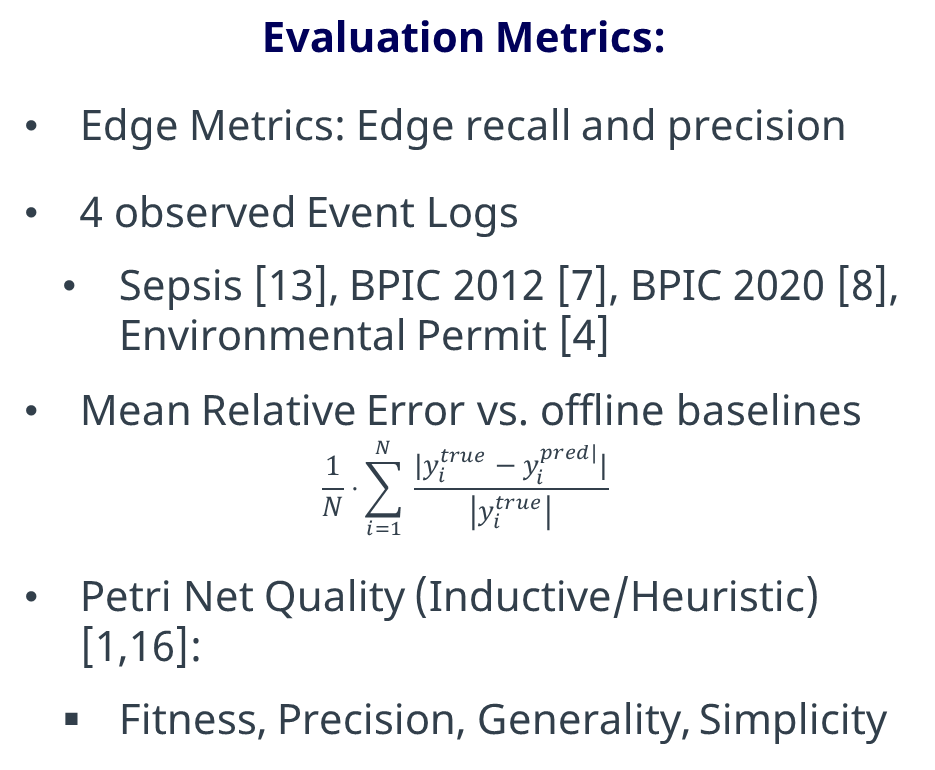 Evaluation Metrics:
• Edge Metrics: Edge recall and precision
• 4 observed Event Logs
• Sepsis [13], BPIC 2012 [7], BPIC 2020 [8],
Environmental Permit [4]
• Mean Relative Error vs. offline baselines
\frac{1}{N} \cdot \sum_{i=1}^{N} \frac{|y_i^{true} - y_i^{pred|}|}{|y_i^{true}|}
• Petri Net Quality (Inductive/Heuristic)
[1,16]:
▪ Fitness, Precision, Generality, Simplicity